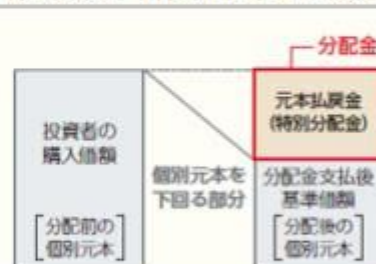 分配金
元本払戻金
(特別分配金)
投資者の
購入価額
個別元本を
下回る部分
分配金支払後
基準価額
分配前の
個別元本
分配後の
個別元本